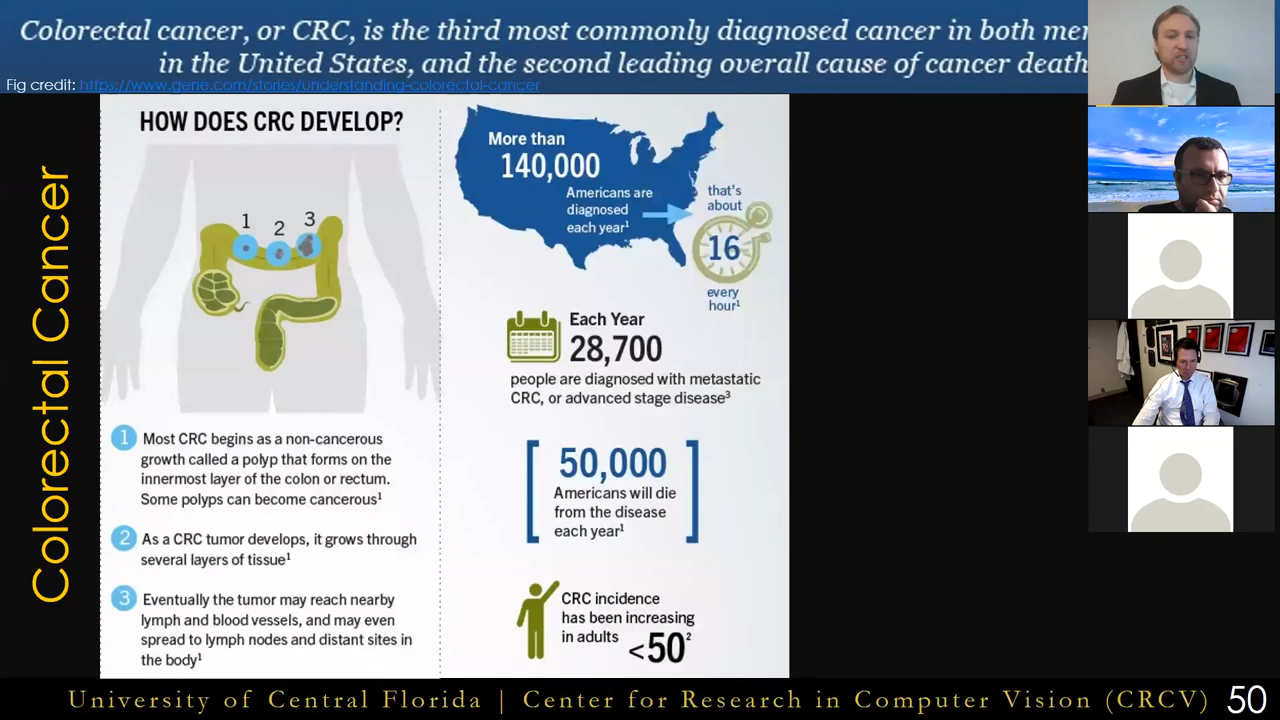 Colorectal cancer, or CRC, is the third most commonly diagnosed cancer in both
in the United States, and the second leading overall cause of cancer death
Fig credit: https://www.gene.com/stories/understanding-colorectal-cancer
Colorectal Cancer
HOW DOES CRC DEVELOP?
1
2
3
1 Most CRC begins as a non-cancerous
growth called a polyp that forms on the
innermost layer of the colon or rectum.
Some polyps can become cancerous¹
2 As a CRC tumor develops, it grows through
several layers of tissue¹
3 Eventually the tumor may reach nearby
lymph and blood vessels, and may even
spread to lymph nodes and distant sites in
the body¹
More than
140,000
Americans are
diagnosed
each year¹
that's
about
16
every
hour¹
Each Year
28,700
people are diagnosed with metastatic
CRC, or advanced stage disease³
50,000
Americans will die
from the disease
each year¹
CRC incidence
has been increasing
in adults <50²
University of Central Florida | Center for Research in Computer Vision (CRCV) 50